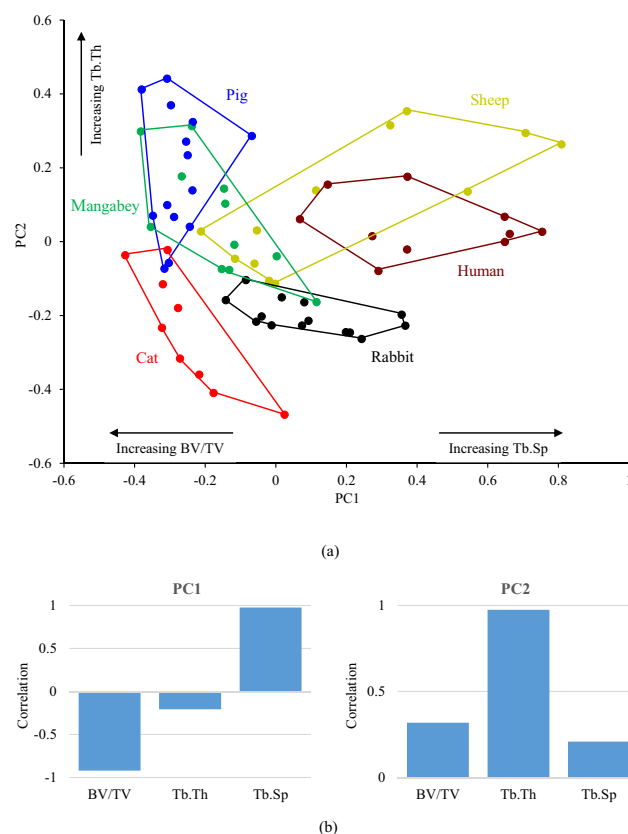 0.6
Increasing Tb.Th
Pig
Sheep
0.4
0.2
Mangabey
PC2
0
Human
-0.2
Cat
Rabbit
-0.4
Increasing BV/TV
Increasing Tb.Sp
-0.6
-0.6 -0.4 -0.2 0 0.2 0.4 0.6 0.8
PC1
(a)
PC1
1
0.5
0
-0.5
-1
Correlation
BV/TV Tb.Th Tb.Sp
PC2
1
0.5
0
Correlation
BV/TV Tb.Th Tb.Sp
(b)